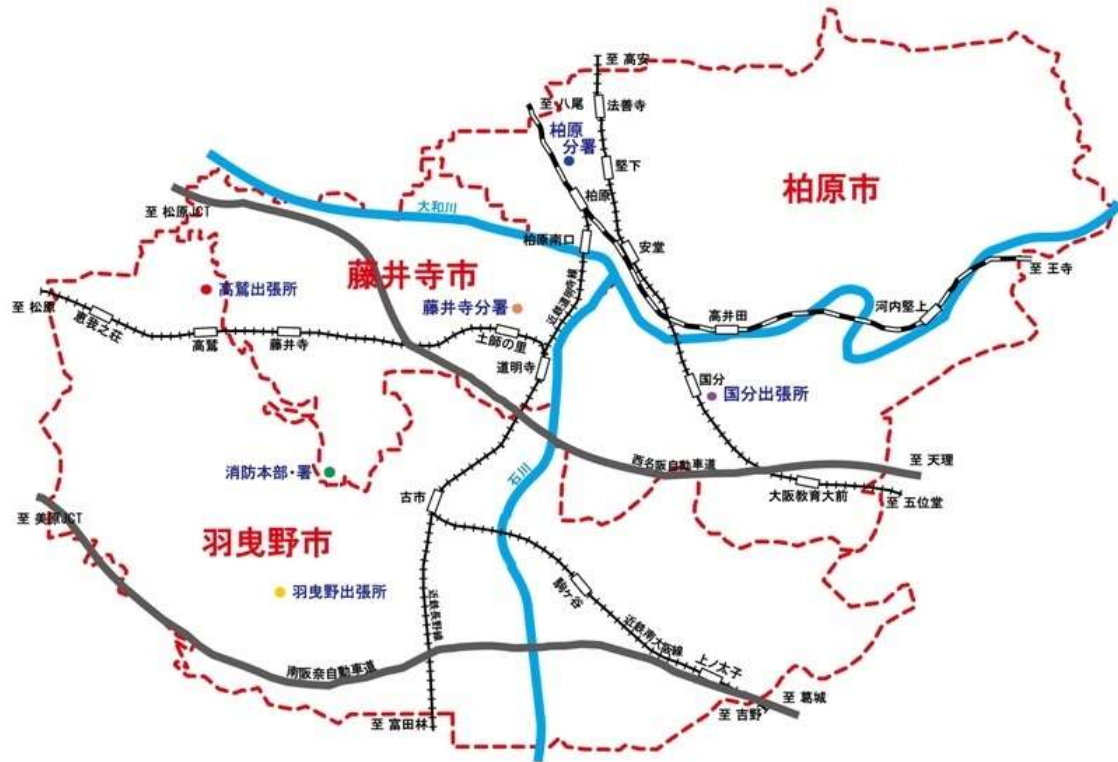 至 高安
至 八尾
法善寺
柏原
分署
堅下
柏原市
柏原
至 松原JCT
大和川
柏原南口
安堂
藤井寺市
至 王寺
高鷲出張所
近鉄道明寺線
河内堅上
至 松原
恵我之荘
藤井寺分署
高井田
高鷲
藤井寺
土師の里
道明寺
国分
国分出張所
消防本部・署
石川
西名阪自動車道
至 天理
古市
大阪教育大前
至 五位堂
至 美原JCT
羽曳野市
羽曳野出張所
駒ヶ谷
近鉄長野線
近鉄南大阪線
南阪奈自動車道
上ノ太子
至 葛城
至 吉野
至 富田林